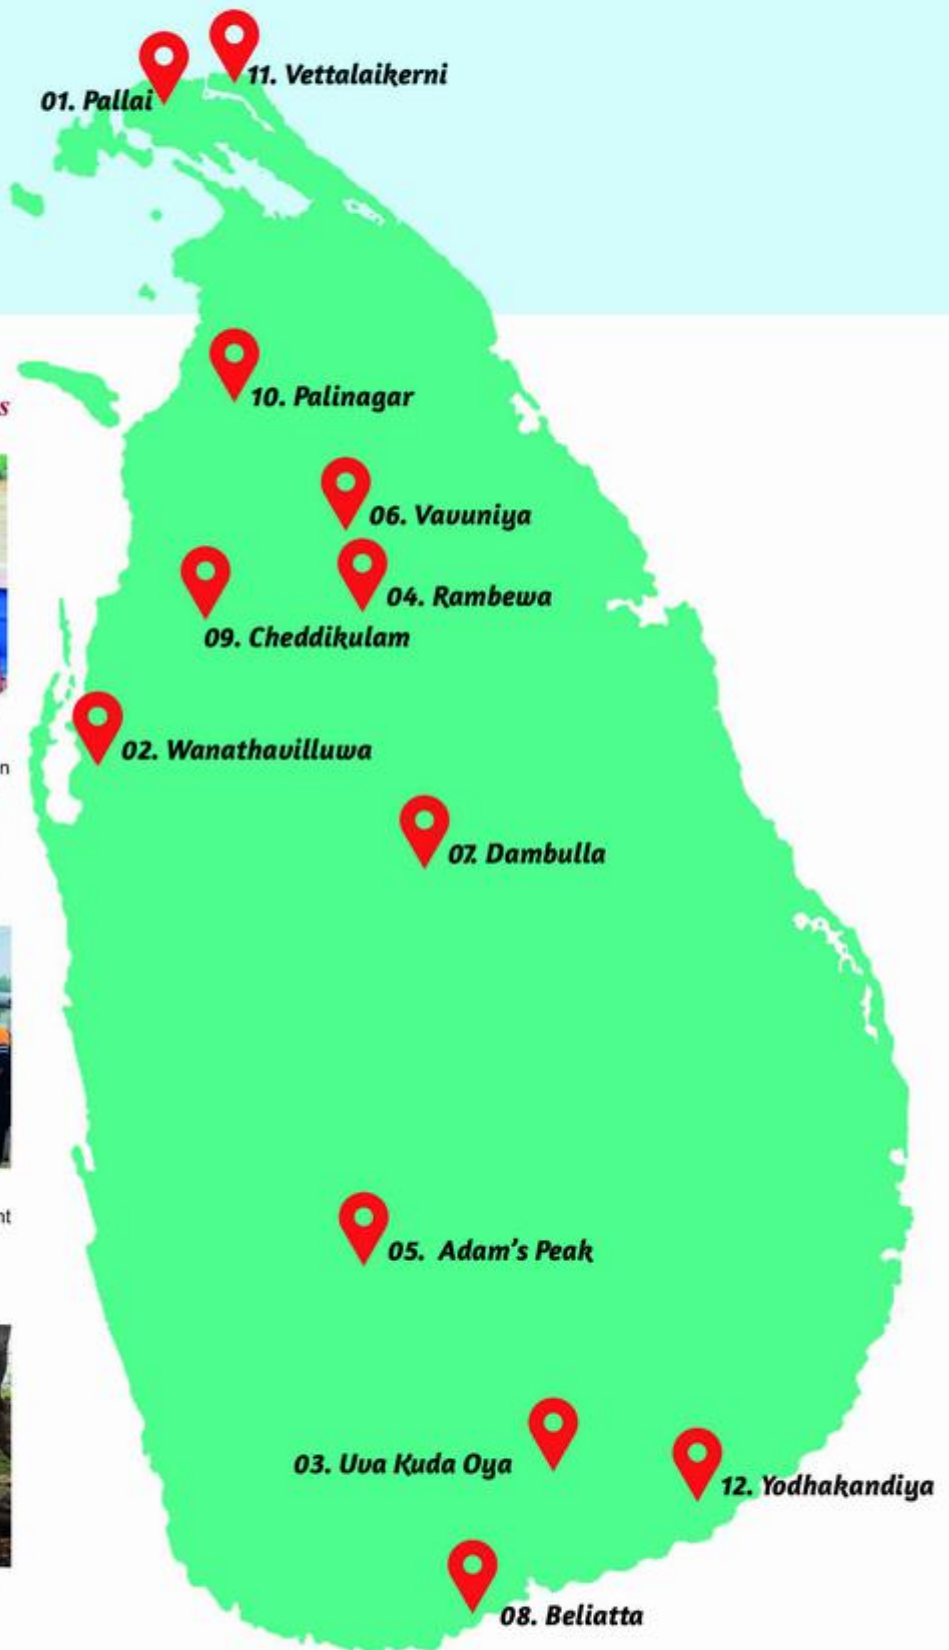 11. Vettalaikerni
01. Pallai
10. Palinagar
s
06. Vavuniya
04. Rambewa
09. Cheddikulam
02. Wanathavilluwa
n
07. Dambulla
nt
05. Adam's Peak
03. Uva Kuda Oya
12. Yodhakandiya
08. Beliatta